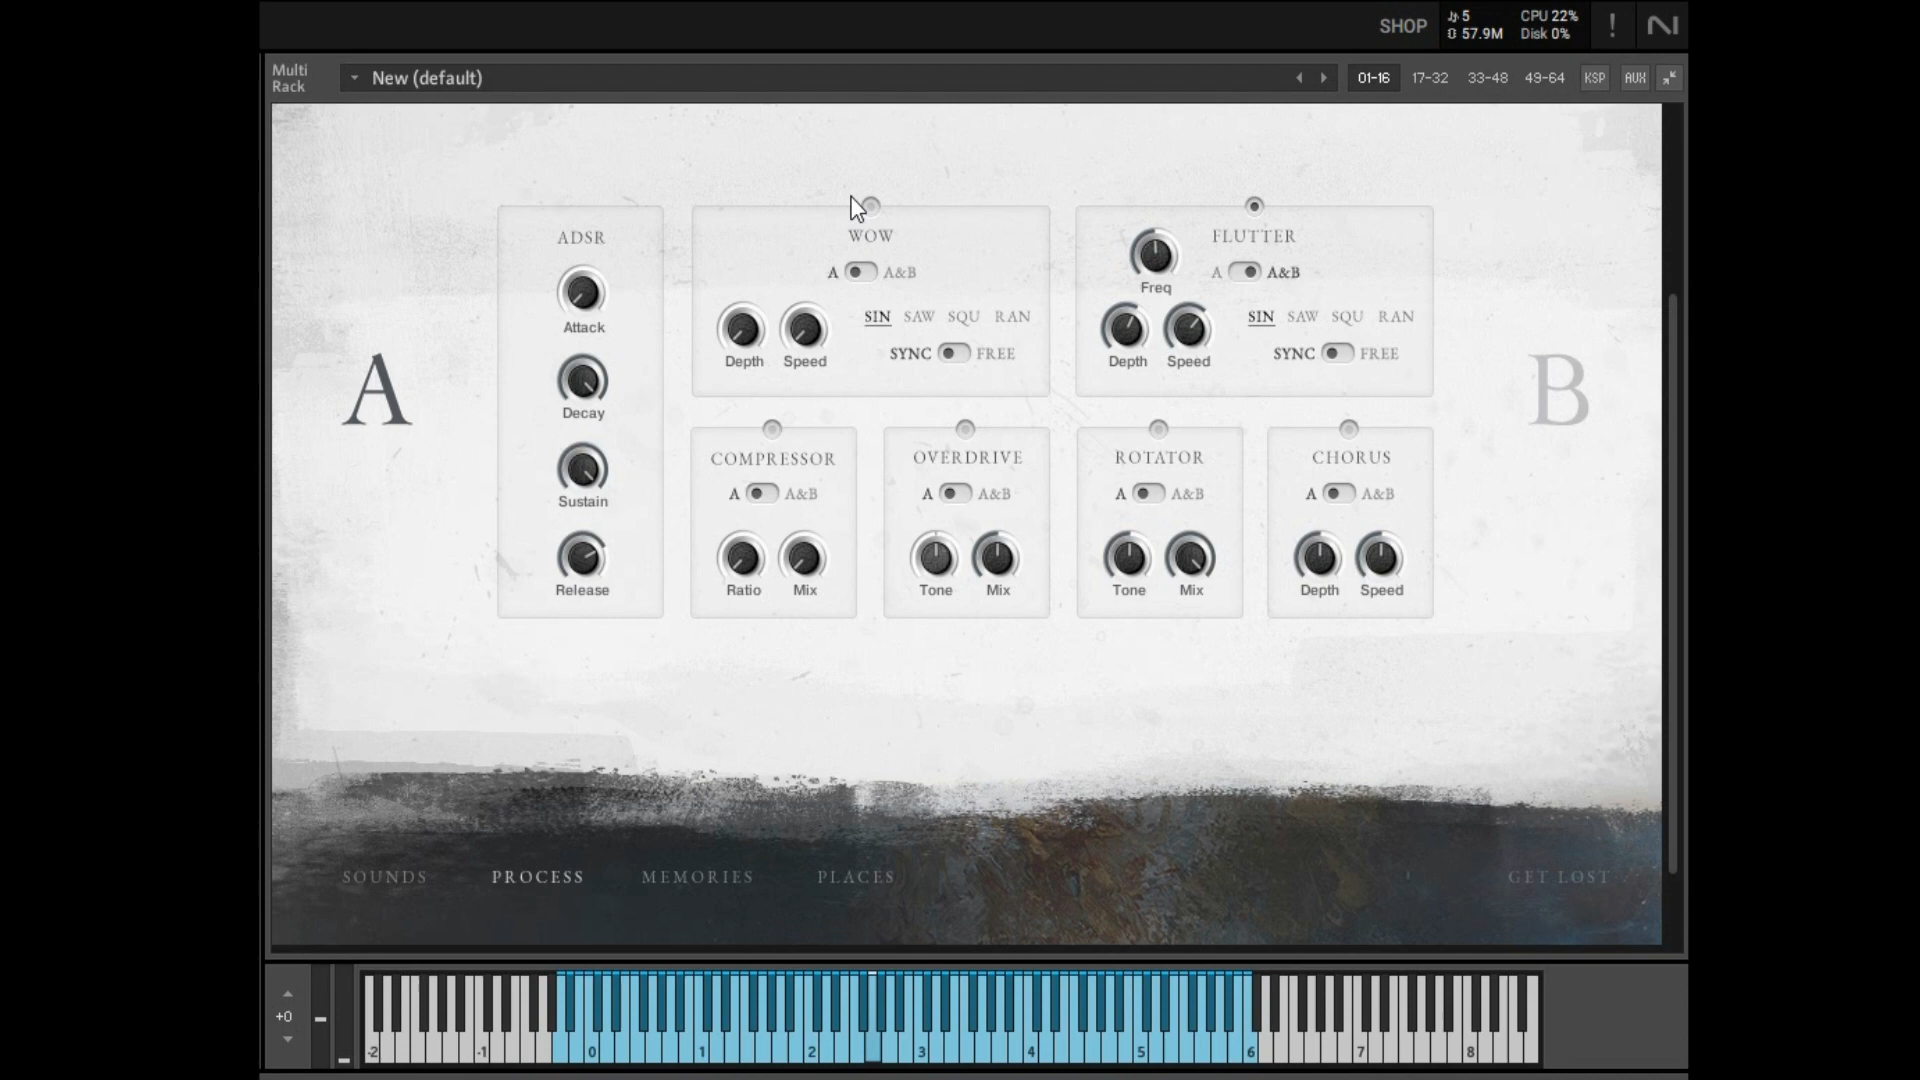 SHOP
5
57.9M
CPU 22%
Disk 0%
!
Multi
Rack
New (default)
01-16 17-32 33-48 49-64 KSP AUX
ADSR
Attack
Decay
Sustain
Release
WOW
A A&B
SIN SAW SQU RAN
Depth Speed
SYNC FREE
FLUTTER
Freq
A A&B
SIN SAW SQU RAN
Depth Speed
SYNC FREE
A
B
COMPRESSOR
A A&B
Ratio Mix
OVERDRIVE
A A&B
Tone Mix
ROTATOR
A A&B
Tone Mix
CHORUS
A A&B
Depth Speed
SOUNDS PROCESS MEMORIES PLACES GET LOST
+0
-2 -1 0 1 2 3 4 5 6 7 8